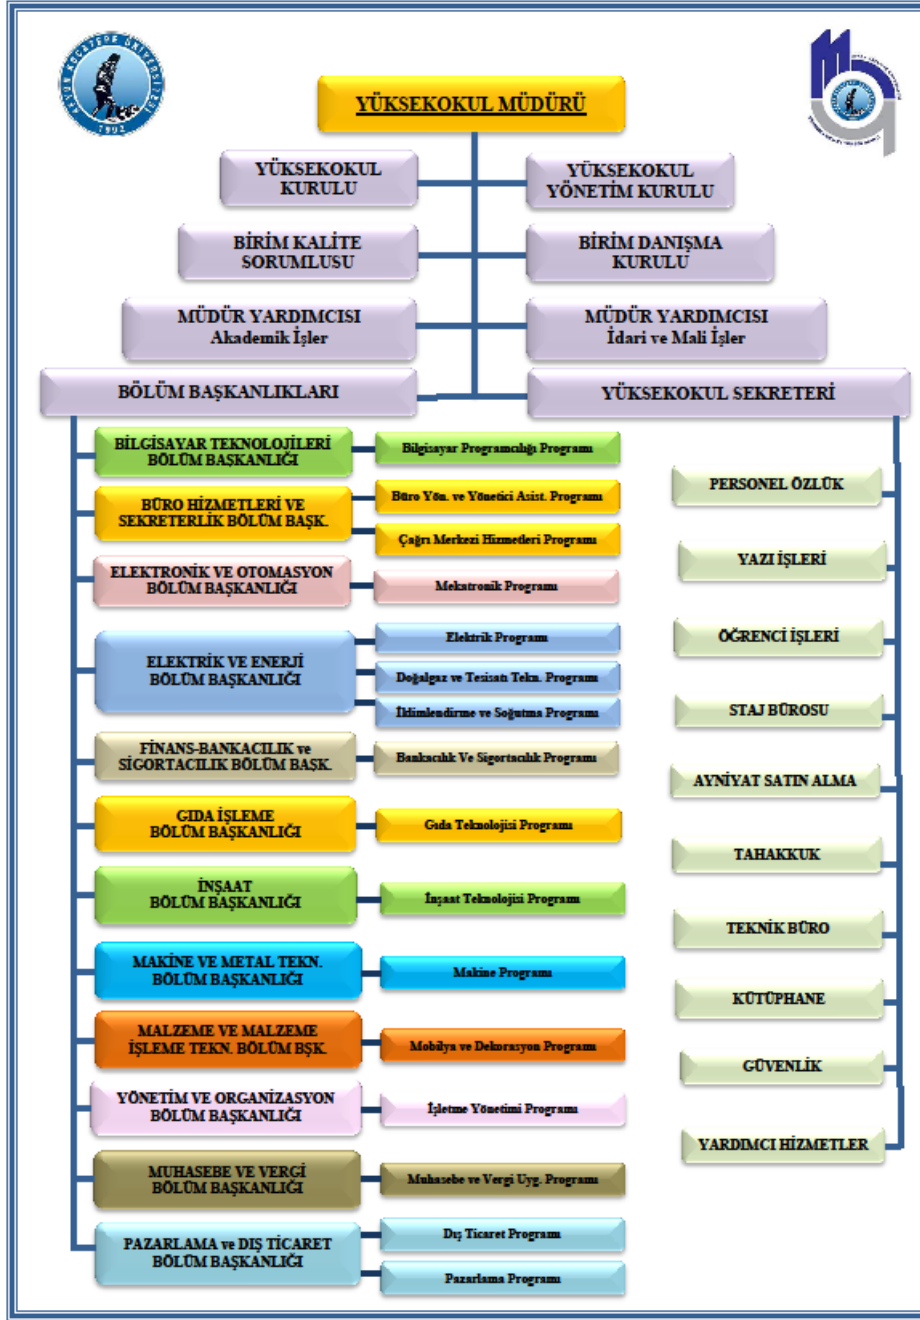 AFYON KOCATEPE ÜNİVERSİTESİ
1992
YÜKSEKOKUL MÜDÜRÜ
YÜKSEKOKUL
KURULU
YÜKSEKOKUL
YÖNETİM KURULU
BİRİM KALİTE
SORUMLUSU
BİRİM DANIŞMA
KURULU
MÜDÜR YARDIMCISI
Akademik İşler
MÜDÜR YARDIMCISI
İdari ve Mali İşler
BÖLÜM BAŞKANLIKLARI
YÜKSEKOKUL SEKRETERİ
BİLGİSAYAR TEKNOLOJİLERİ
BÖLÜM BAŞKANLIĞI
Bilgisayar Programcılığı Programı
BÜRO HİZMETLERİ VE
SEKRETERLİK BÖLÜM BAŞK.
Büro Yön. ve Yönetici Asist. Programı
Çağrı Merkezi Hizmetleri Programı
ELEKTRONİK VE OTOMASYON
BÖLÜM BAŞKANLIĞI
Mekatronik Programı
ELEKTRİK VE ENERJİ
BÖLÜM BAŞKANLIĞI
Elektrik Programı
Doğalgaz ve Tesisatı Tekn. Programı
İklimlendirme ve Soğutma Programı
FİNANS-BANKACILIK ve
SİGORTACILIK BÖLÜM BAŞK.
Bankacılık Ve Sigortacılık Programı
GIDA İŞLEME
BÖLÜM BAŞKANLIĞI
Gıda Teknolojisi Programı
İNŞAAT
BÖLÜM BAŞKANLIĞI
İnşaat Teknolojisi Programı
MAKİNE VE METAL TEKN.
BÖLÜM BAŞKANLIĞI
Makine Programı
MALZEME VE MALZEME
İŞLEME TEKN. BÖLÜM BŞK.
Mobilya ve Dekorasyon Programı
YÖNETİM VE ORGANİZASYON
BÖLÜM BAŞKANLIĞI
İşletme Yönetimi Programı
MUHASEBE VE VERGİ
BÖLÜM BAŞKANLIĞI
Muhasebe ve Vergi Uyg. Programı
PAZARLAMA ve DIŞ TİCARET
BÖLÜM BAŞKANLIĞI
Dış Ticaret Programı
Pazarlama Programı
PERSONEL ÖZLÜK
YAZI İŞLERİ
ÖĞRENCİ İŞLERİ
STAJ BÜROSU
AYNİYAT SATIN ALMA
TAHAKKUK
TEKNİK BÜRO
KÜTÜPHANE
GÜVENLİK
YARDIMCI HİZMETLER